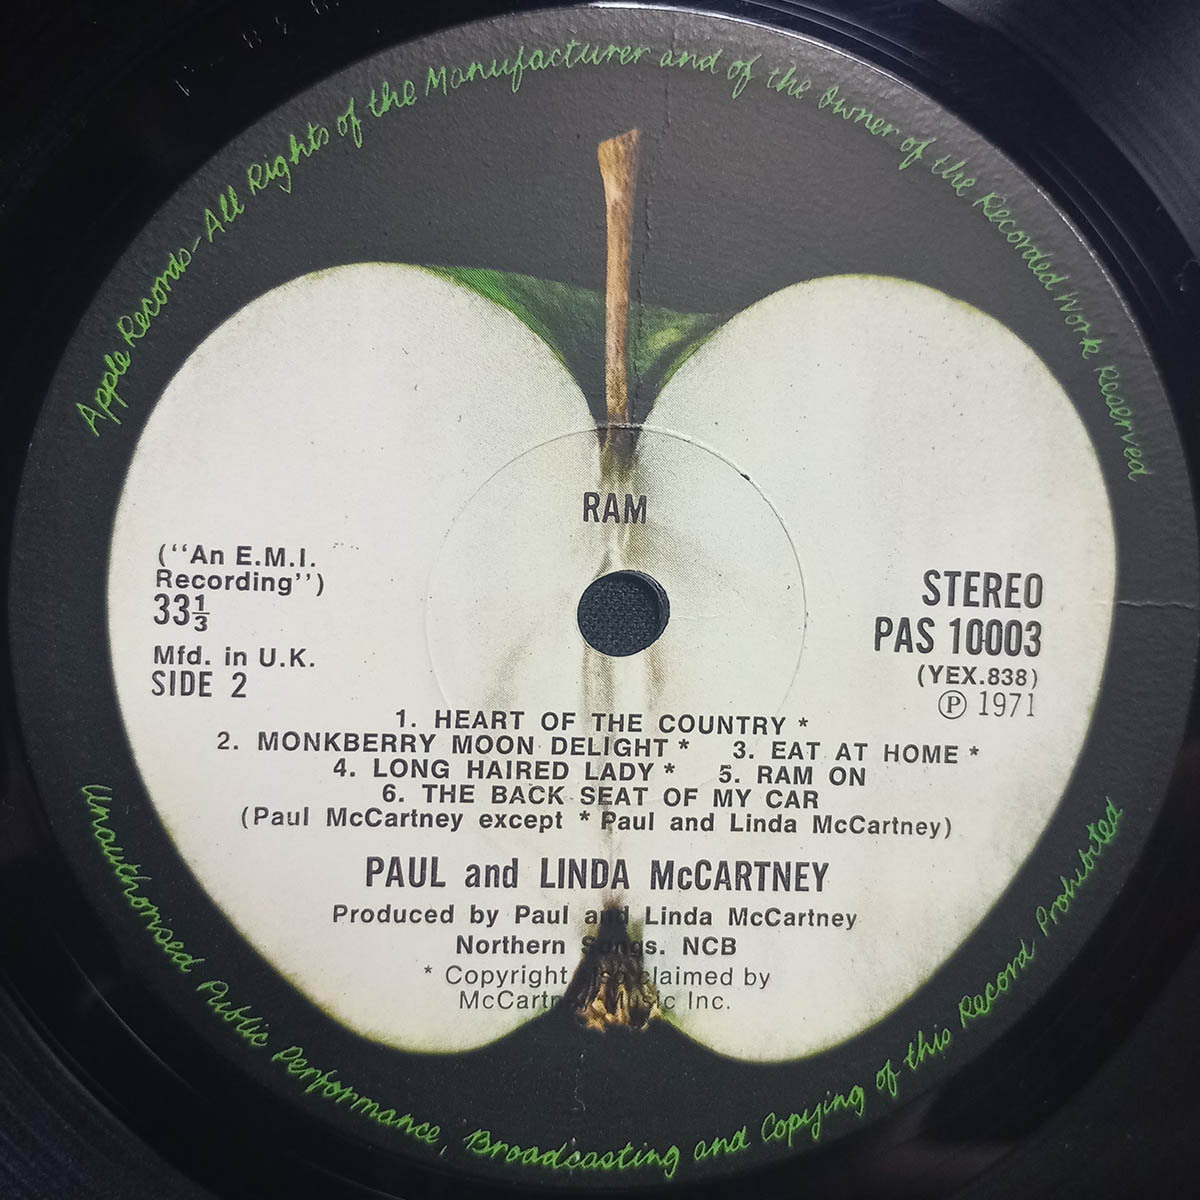 Apple Records-All Rights of the Manufacturer and of the Owner of the Recorded Work Reserved
RAM
(“An E.M.I.
Recording”)
33⅓
Mfd. in U.K.
SIDE 2
STEREO
PAS 10003
(YEX.838)
Ⓟ 1971
1. HEART OF THE COUNTRY *
2. MONKBERRY MOON DELIGHT * 3. EAT AT HOME *
4. LONG HAIRED LADY * 5. RAM ON
6. THE BACK SEAT OF MY CAR
(Paul McCartney except * Paul and Linda McCartney)
PAUL and LINDA McCARTNEY
Produced by Paul and Linda McCartney
Northern Songs. NCB
* Copyright also claimed by
McCartney Music Inc.
Unauthorised Public Performance, Broadcasting and Copying of this Record Prohibited